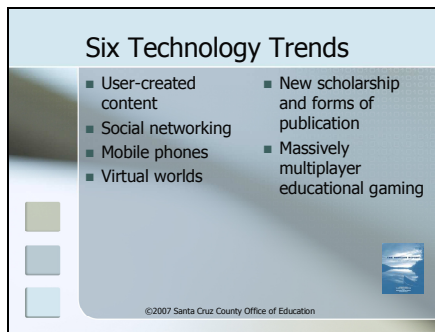 Six Technology Trends
User-created
content
Social networking
Mobile phones
Virtual worlds
New scholarship
and forms of
publication
Massively
multiplayer
educational gaming
©2007 Santa Cruz County Office of Education